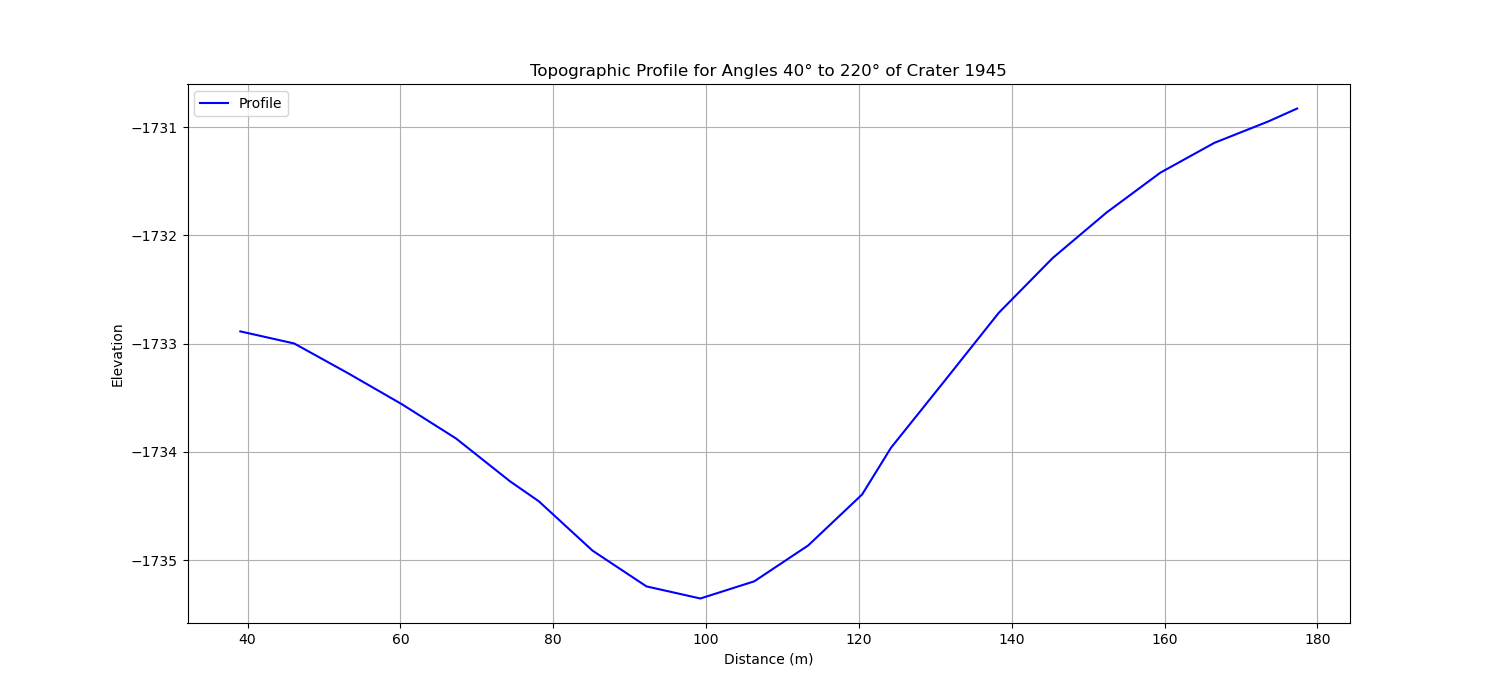 Topographic Profile for Angles 40° to 220° of Crater 1945
Profile
−1731
−1732
−1733
−1734
−1735
Elevation
40 60 80 100 120 140 160 180
Distance (m)